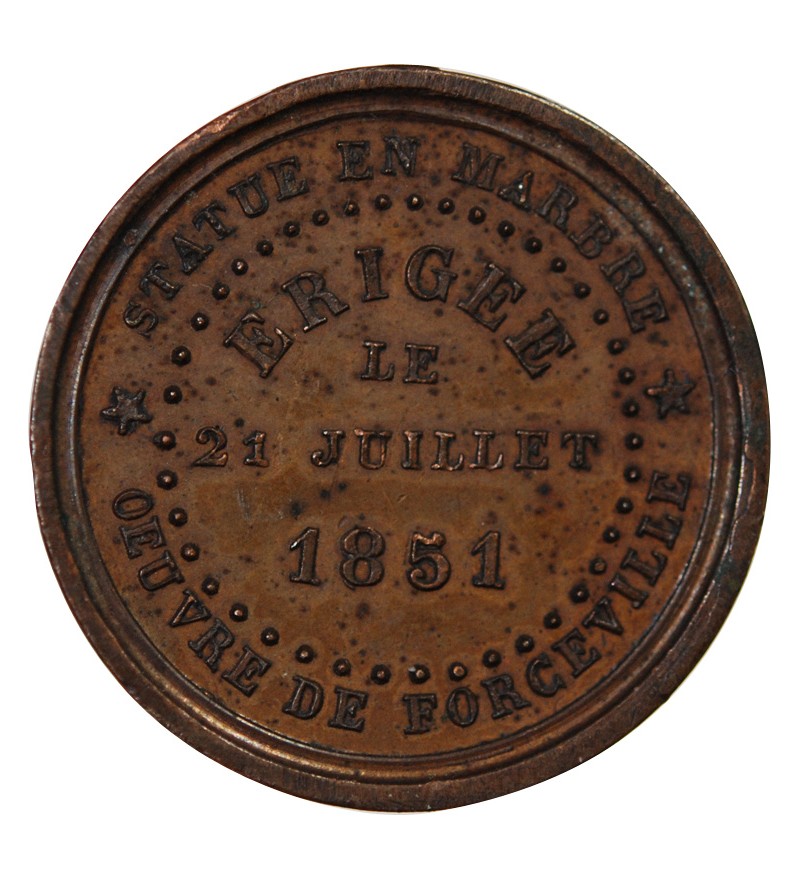 STATUE EN MARBRE
ERIGEE
LE
21 JUILLET
1851
OEUVRE DE FORCEVILLE